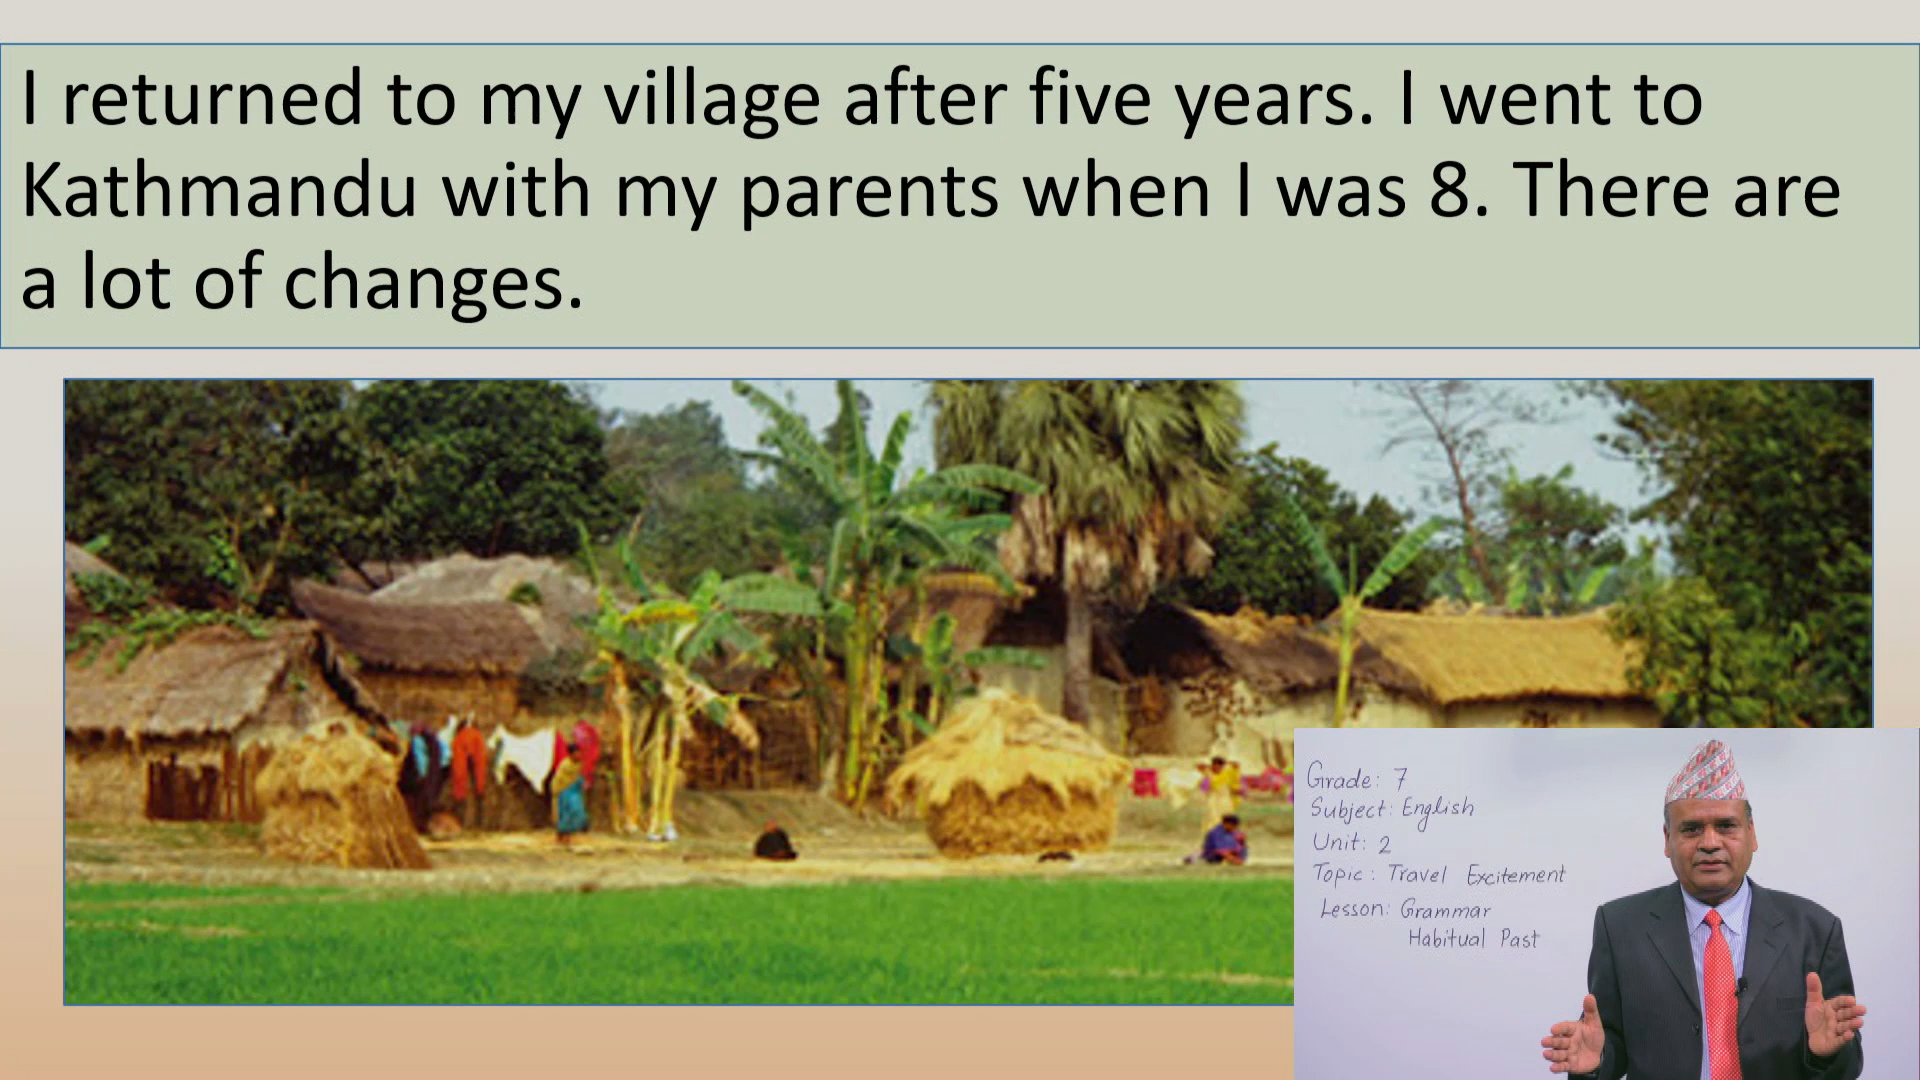 I returned to my village after five years. I went to
Kathmandu with my parents when I was 8. There are
a lot of changes.
Grade: 7
Subject: English
Unit: 2
Topic: Travel Excitement
Lesson: Grammar
Habitual Past